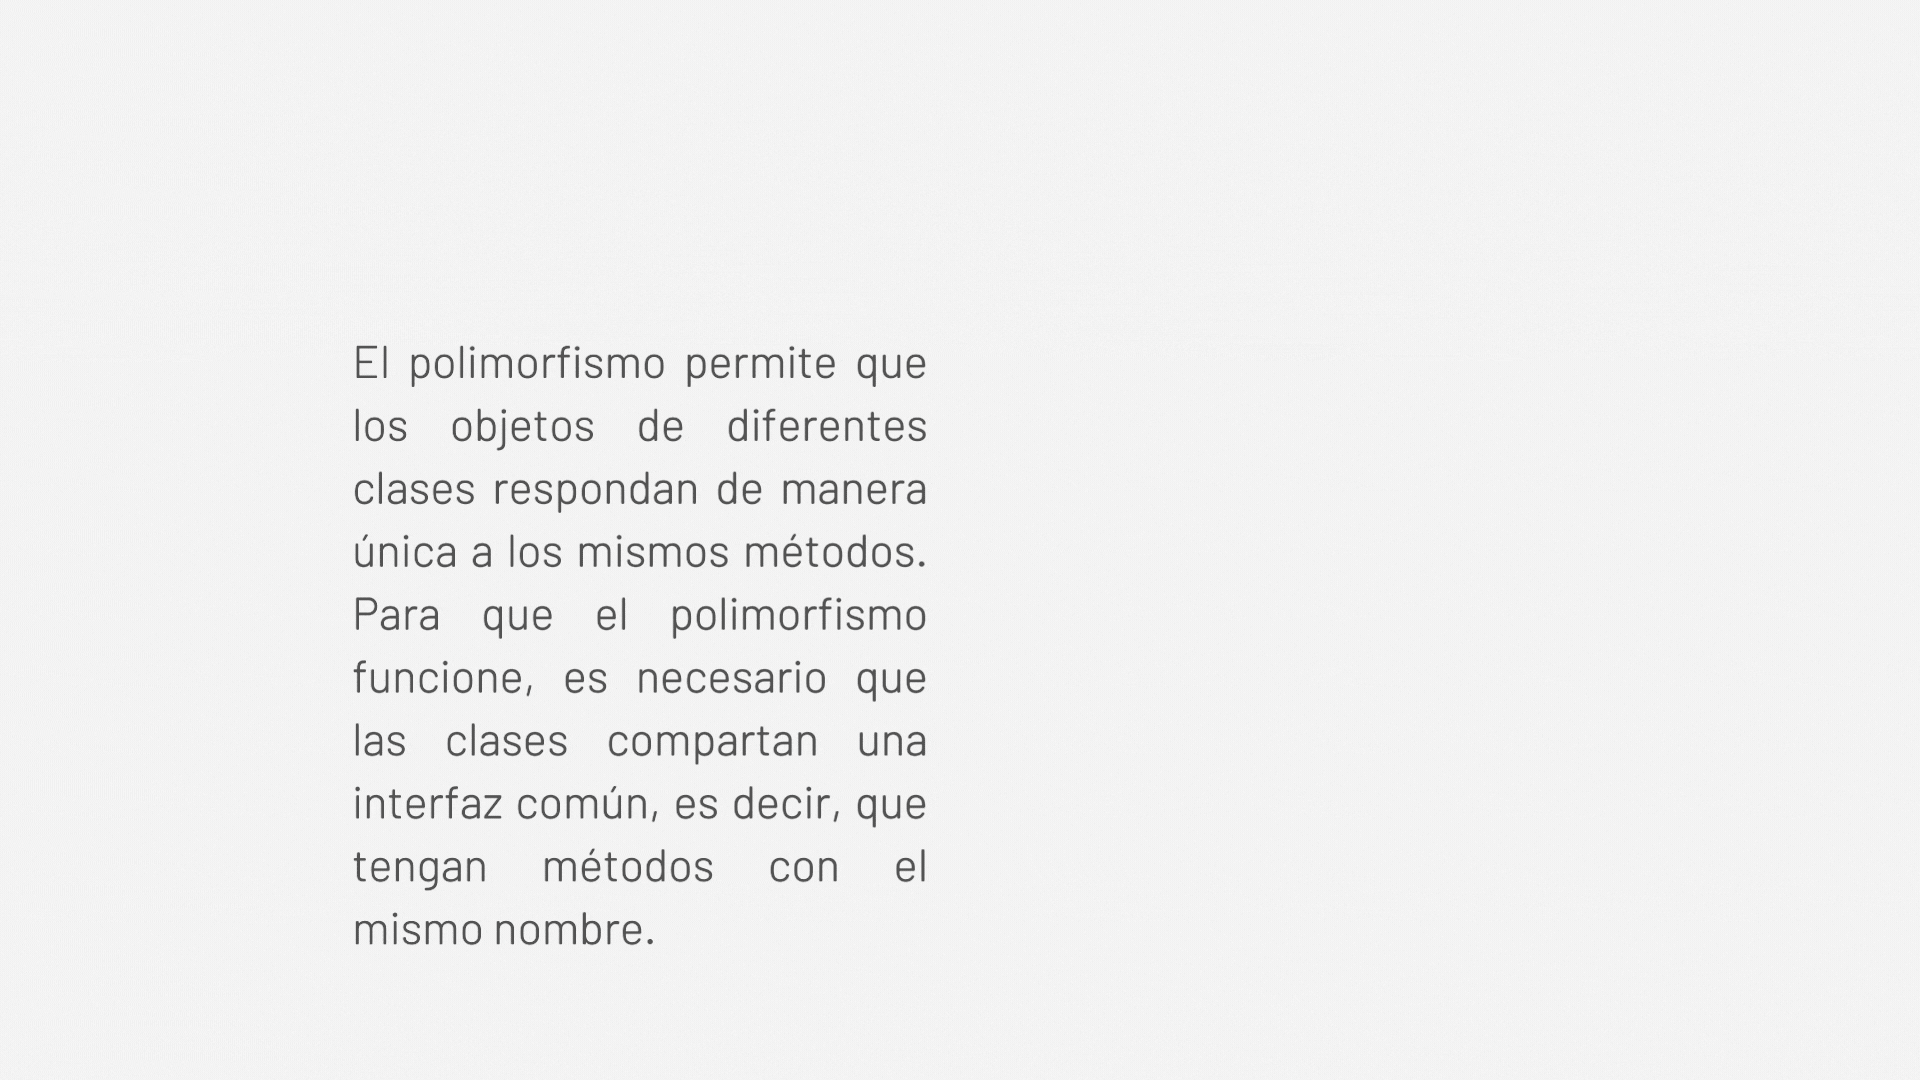 El polimorfismo permite que
los objetos de diferentes
clases respondan de manera
única a los mismos métodos.
Para que el polimorfismo
funcione, es necesario que
las clases compartan una
interfaz común, es decir, que
tengan métodos con el
mismo nombre.